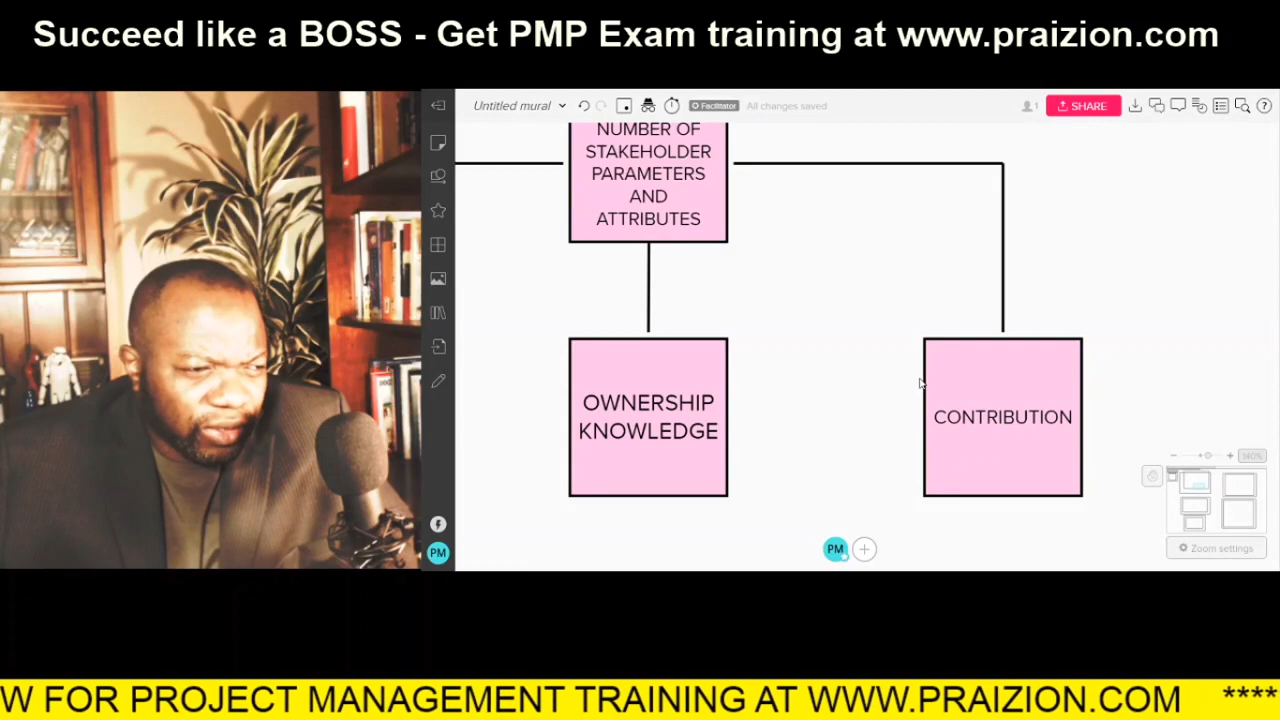 Succeed like a BOSS - Get PMP Exam training at www.praizion.com
Untitled mural
Facilitator
All changes saved
1
SHARE
?
NUMBER OF
STAKEHOLDER
PARAMETERS
AND
ATTRIBUTES
OWNERSHIP
KNOWLEDGE
CONTRIBUTION
140%
Zoom settings
PM
PM
W FOR PROJECT MANAGEMENT TRAINING AT WWW.PRAIZION.COM ****